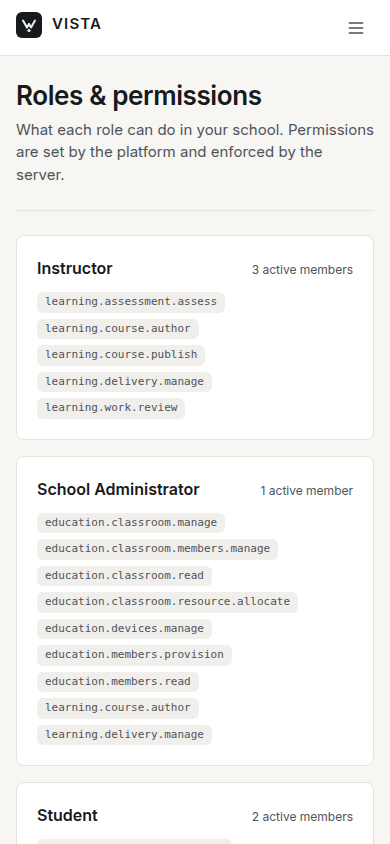 VISTA
Roles & permissions
What each role can do in your school. Permissions
are set by the platform and enforced by the
server.
Instructor
3 active members
learning.assessment.assess
learning.course.author
learning.course.publish
learning.delivery.manage
learning.work.review
School Administrator
1 active member
education.classroom.manage
education.classroom.members.manage
education.classroom.read
education.classroom.resource.allocate
education.devices.manage
education.members.provision
education.members.read
learning.course.author
learning.delivery.manage
Student
2 active members